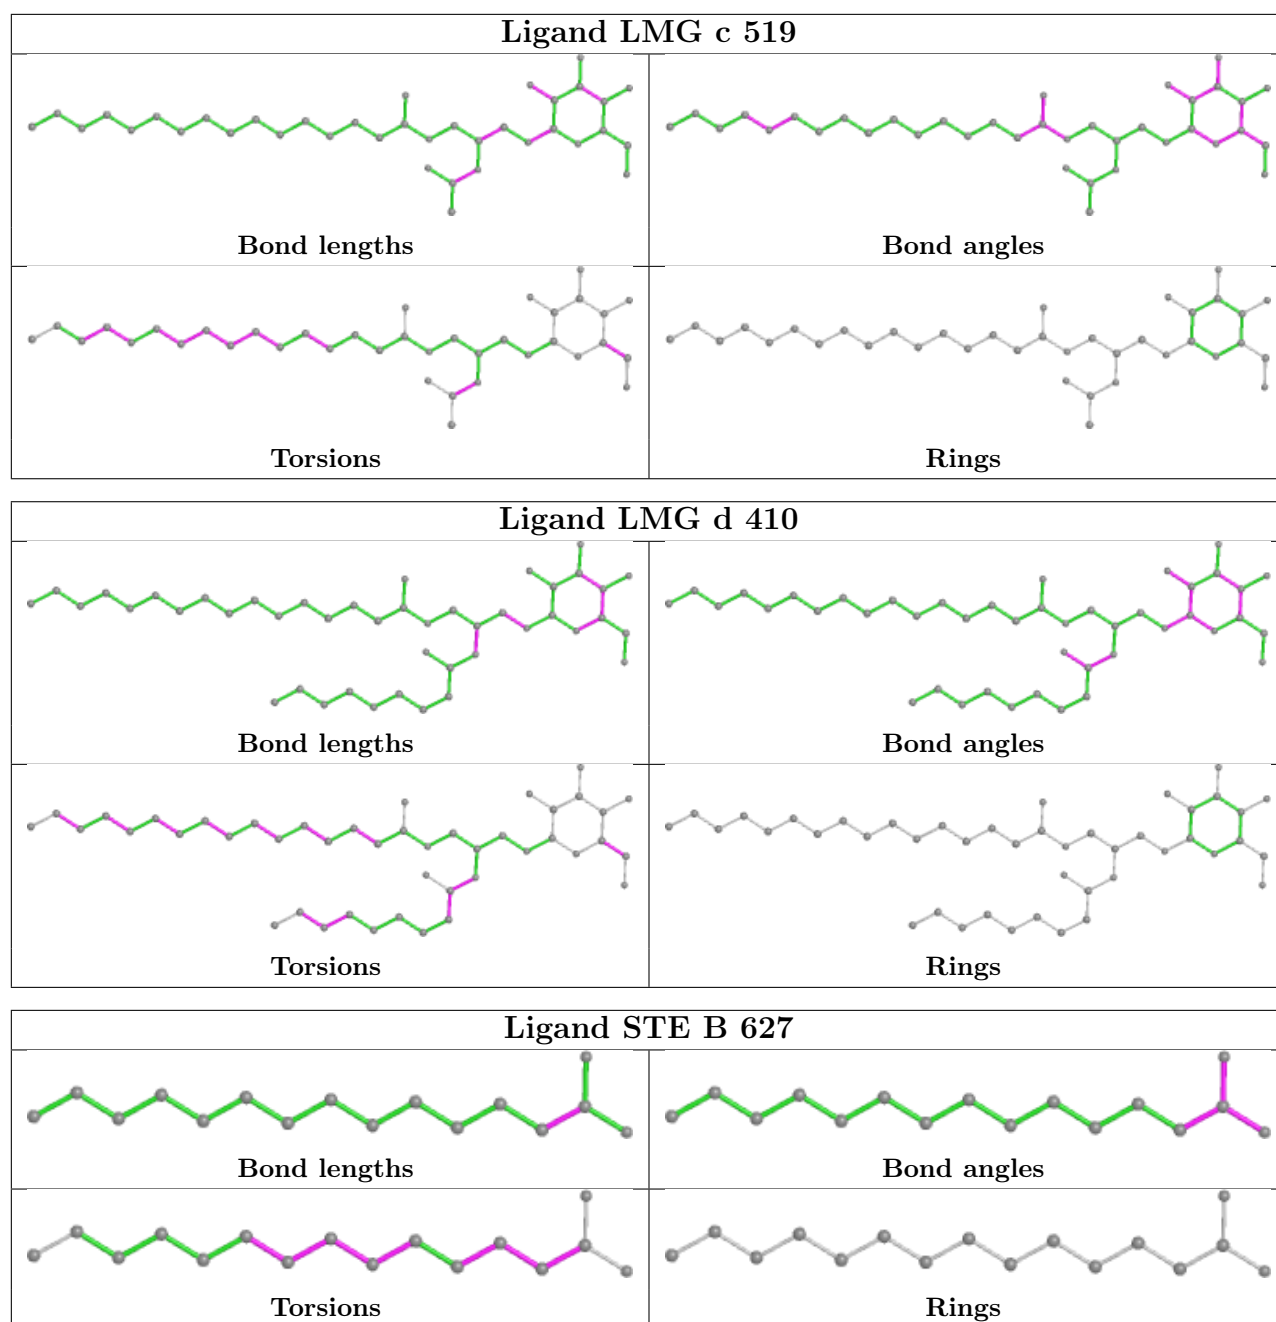 Ligand LMG c 519
Bond lengths
Bond angles
Torsions
Rings
Ligand LMG d 410
Bond lengths
Bond angles
Torsions
Rings
Ligand STE B 627
Bond lengths
Bond angles
Torsions
Rings